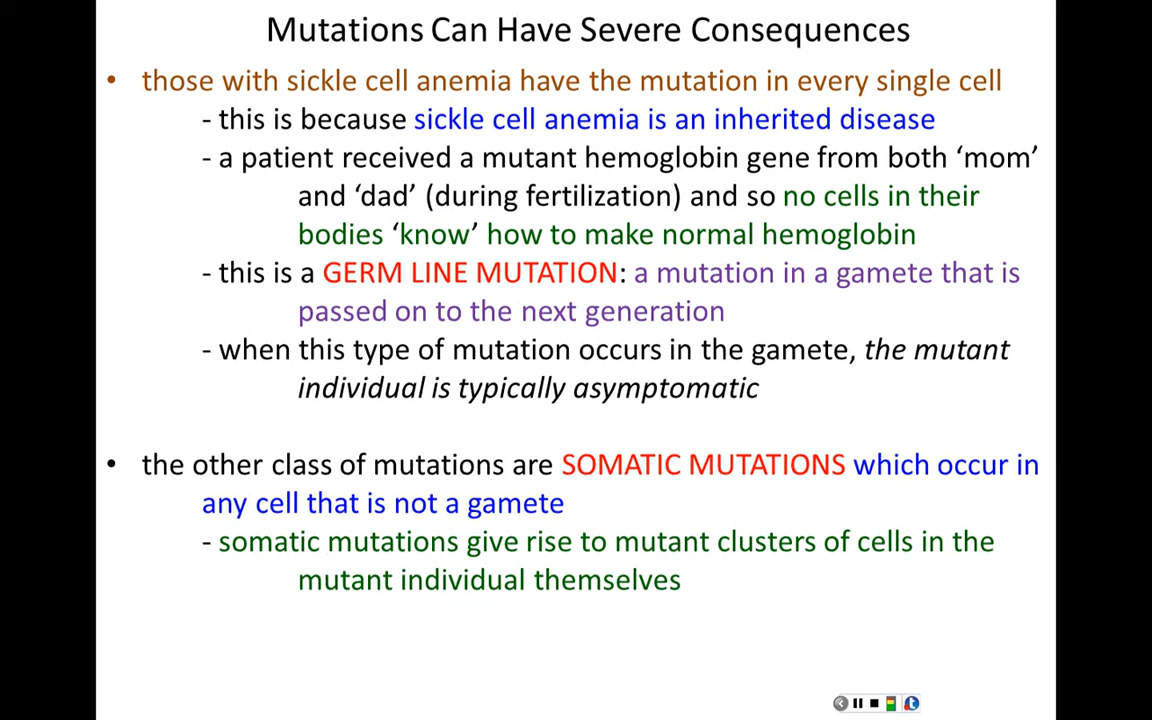 Mutations Can Have Severe Consequences
• those with sickle cell anemia have the mutation in every single cell
- this is because sickle cell anemia is an inherited disease
- a patient received a mutant hemoglobin gene from both ‘mom’
and ‘dad’ (during fertilization) and so no cells in their
bodies ‘know’ how to make normal hemoglobin
- this is a GERM LINE MUTATION: a mutation in a gamete that is
passed on to the next generation
- when this type of mutation occurs in the gamete, the mutant
individual is typically asymptomatic
• the other class of mutations are SOMATIC MUTATIONS which occur in
any cell that is not a gamete
- somatic mutations give rise to mutant clusters of cells in the
mutant individual themselves